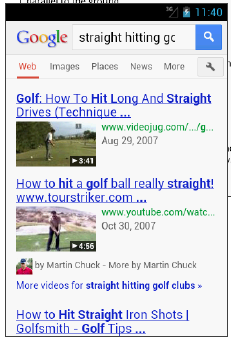 11:40
Google straight hitting gc
Web Images Places News More
Golf: How To Hit Long And Straight
Drives (Technique ...
www.videojug.com/.../g...
Aug 29, 2007
3:41
How to hit a golf ball really straight!
www.tourstriker.com ...
www.youtube.com/watc...
Oct 30, 2007
4:56
by Martin Chuck - More by Martin Chuck
More videos for straight hitting golf clubs »
How to Hit Straight Iron Shots |
Golfsmith - Golf Tips ...